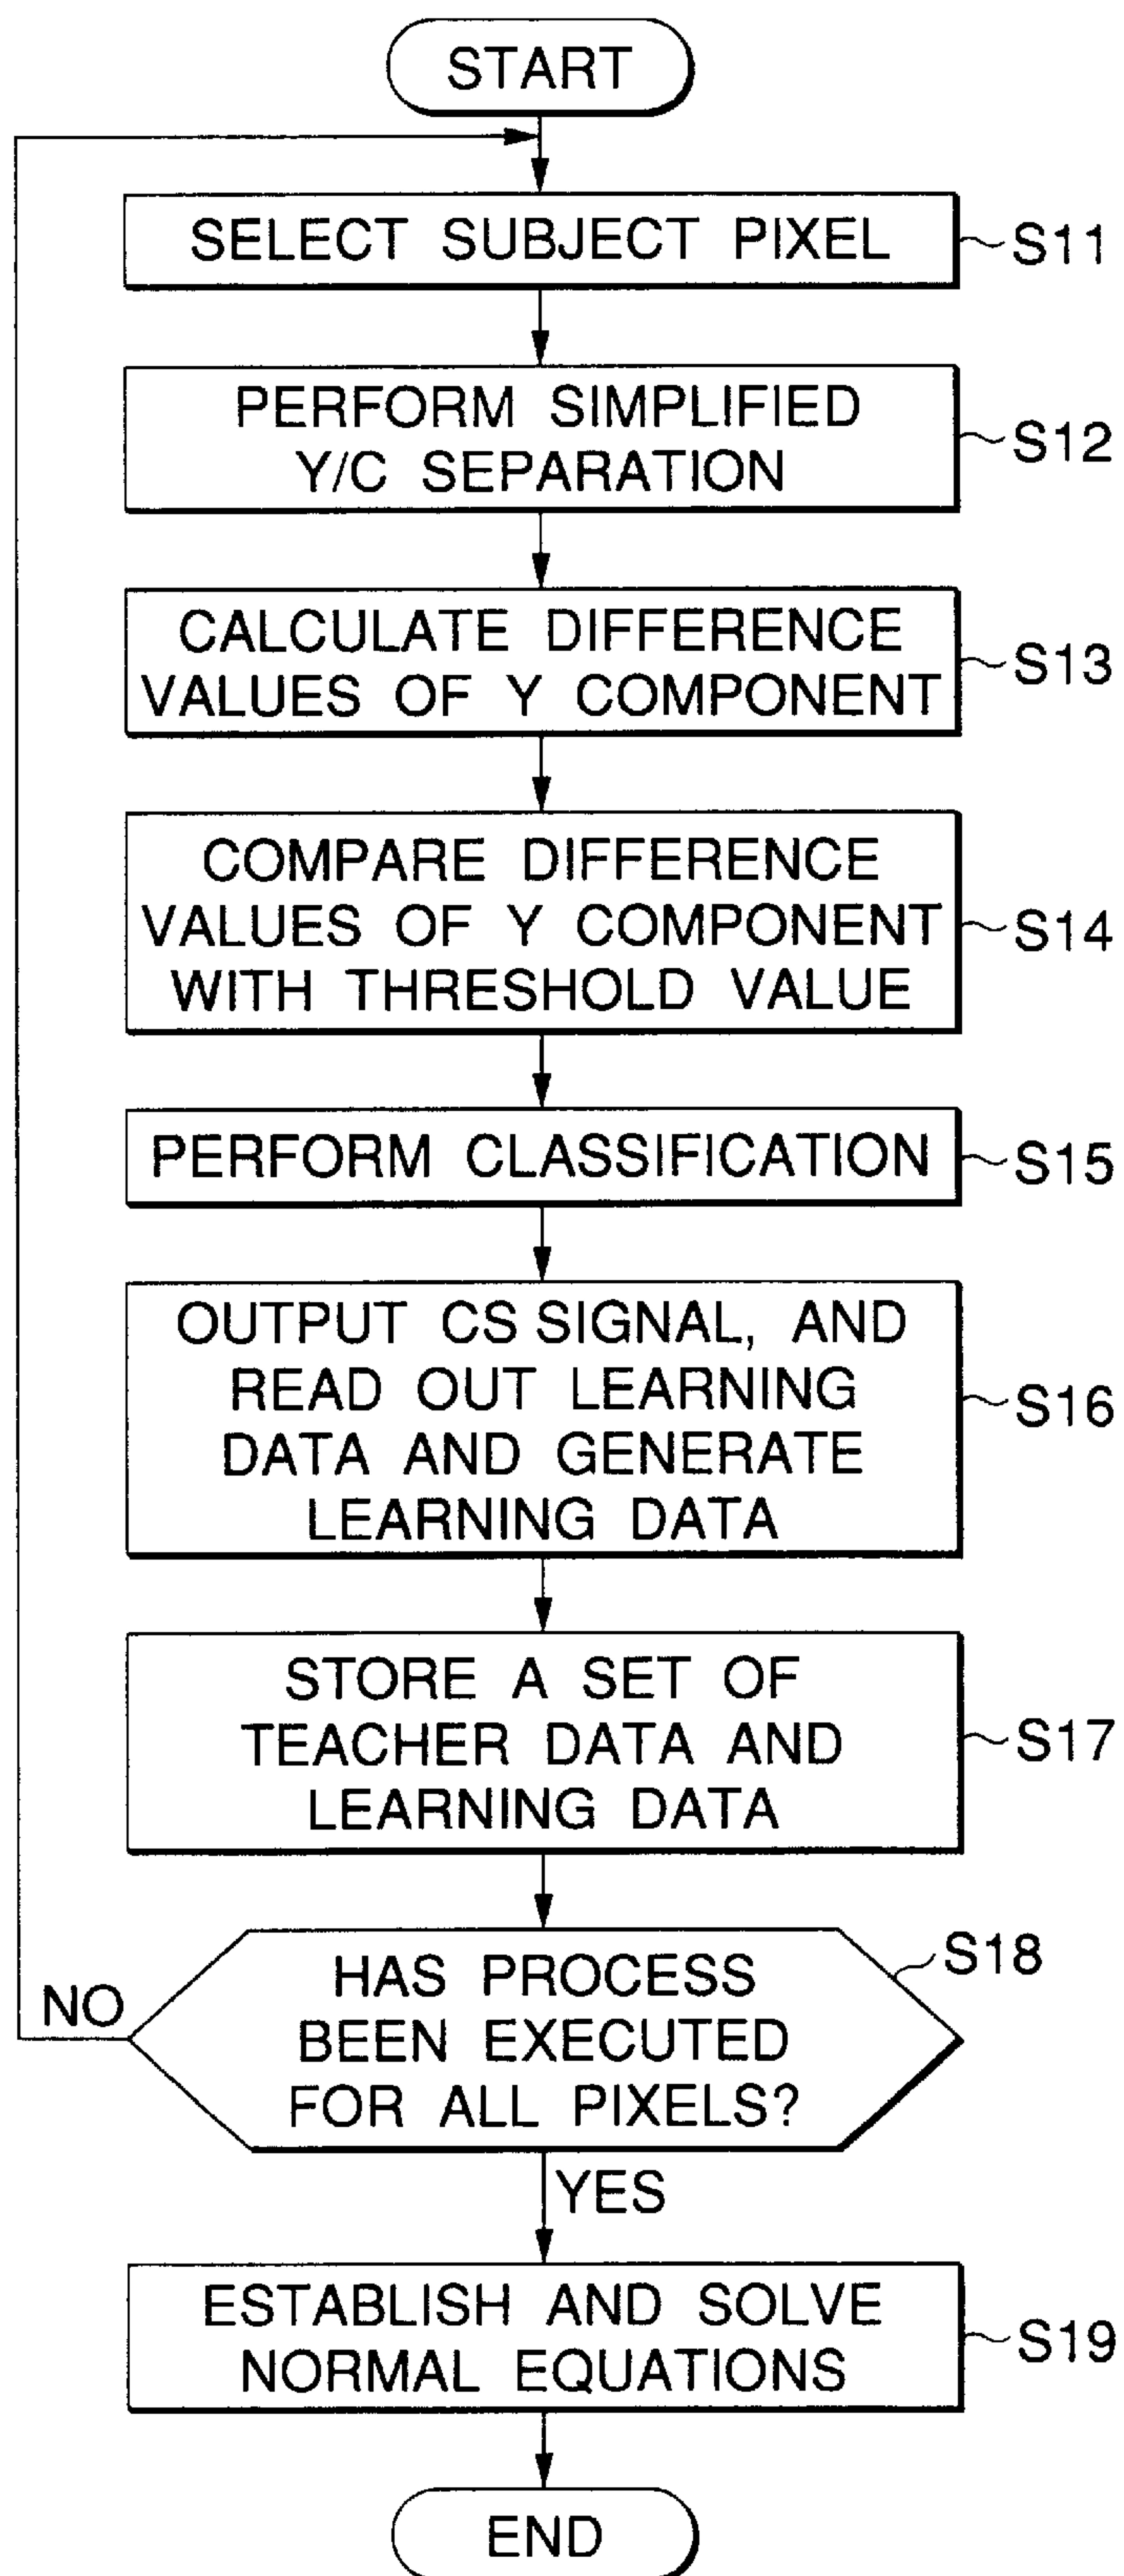 START
SELECT SUBJECT PIXEL
S11
PERFORM SIMPLIFIED
Y/C SEPARATION
S12
CALCULATE DIFFERENCE
VALUES OF Y COMPONENT
S13
COMPARE DIFFERENCE
VALUES OF Y COMPONENT
WITH THRESHOLD VALUE
S14
PERFORM CLASSIFICATION
S15
OUTPUT CS SIGNAL, AND
READ OUT LEARNING
DATA AND GENERATE
LEARNING DATA
S16
STORE A SET OF
TEACHER DATA AND
LEARNING DATA
S17
HAS PROCESS
BEEN EXECUTED
FOR ALL PIXELS?
S18
NO
YES
ESTABLISH AND SOLVE
NORMAL EQUATIONS
S19
END